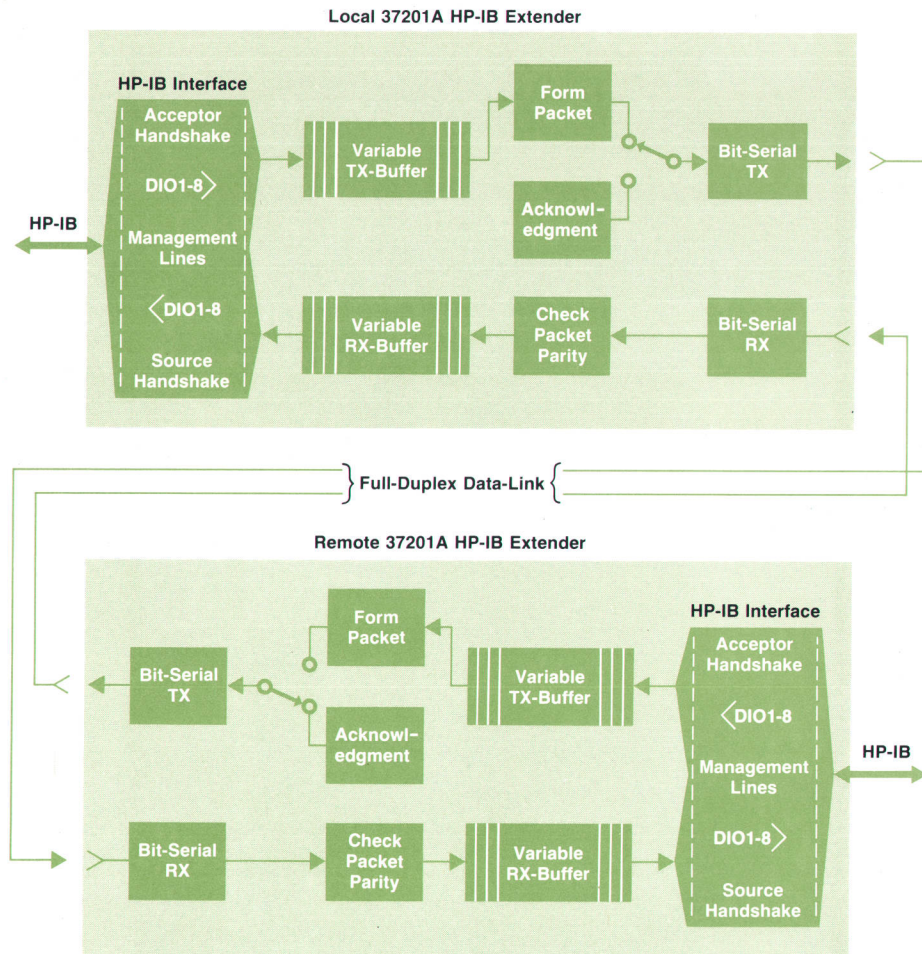 Local 37201A HP-IB Extender
HP-IB Interface
Acceptor
Handshake
DIO1-8
Management
Lines
DIO1-8
Source
Handshake
HP-IB
Variable
TX-Buffer
Form
Packet
Acknowl-
edgment
Bit-Serial
TX
Variable
RX-Buffer
Check
Packet
Parity
Bit-Serial
RX
Full-Duplex Data-Link
Remote 37201A HP-IB Extender
Bit-Serial
TX
Form
Packet
Acknowl-
edgment
Variable
TX-Buffer
HP-IB Interface
Acceptor
Handshake
DIO1-8
Management
Lines
DIO1-8
Source
Handshake
HP-IB
Bit-Serial
RX
Check
Packet
Parity
Variable
RX-Buffer